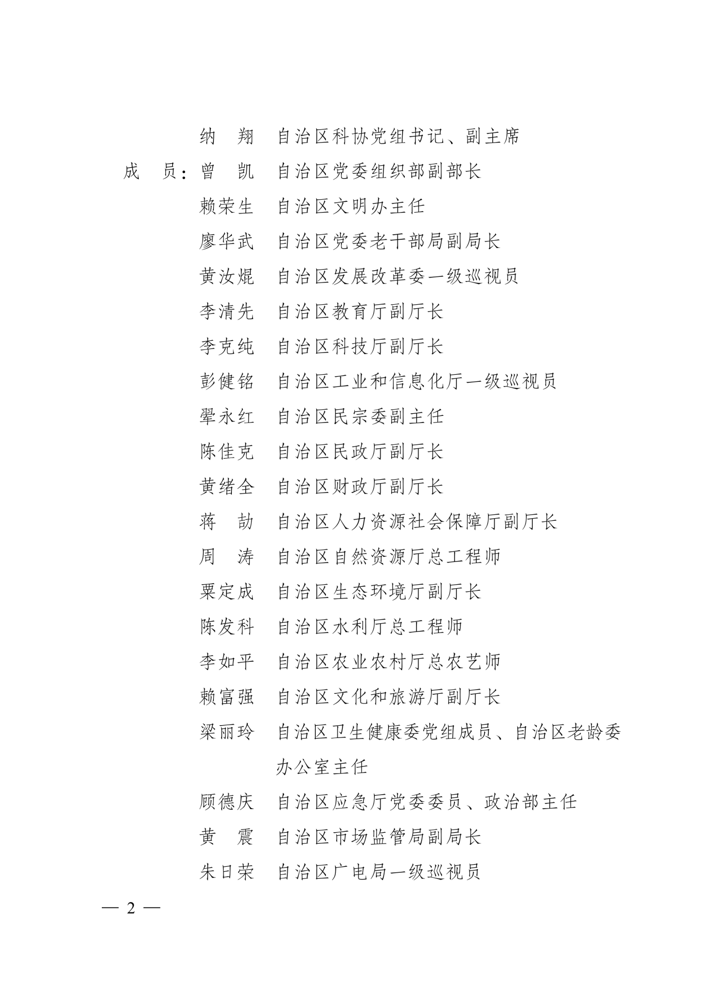 纳　翔　自治区科协党组书记、副主席
成　员：曾　凯　自治区党委组织部副部长
赖荣生　自治区文明办主任
廖华武　自治区党委老干部局副局长
黄汝焜　自治区发展改革委一级巡视员
李清先　自治区教育厅副厅长
李克纯　自治区科技厅副厅长
彭健铭　自治区工业和信息化厅一级巡视员
翚永红　自治区民宗委副主任
陈佳克　自治区民政厅副厅长
黄绪全　自治区财政厅副厅长
蒋　劼　自治区人力资源社会保障厅副厅长
周　涛　自治区自然资源厅总工程师
粟定成　自治区生态环境厅副厅长
陈发科　自治区水利厅总工程师
李如平　自治区农业农村厅总农艺师
赖富强　自治区文化和旅游厅副厅长
梁丽玲　自治区卫生健康委党组成员、自治区老龄委
办公室主任
顾德庆　自治区应急厅党委委员、政治部主任
黄　震　自治区市场监管局副局长
朱日荣　自治区广电局一级巡视员
— 2 —